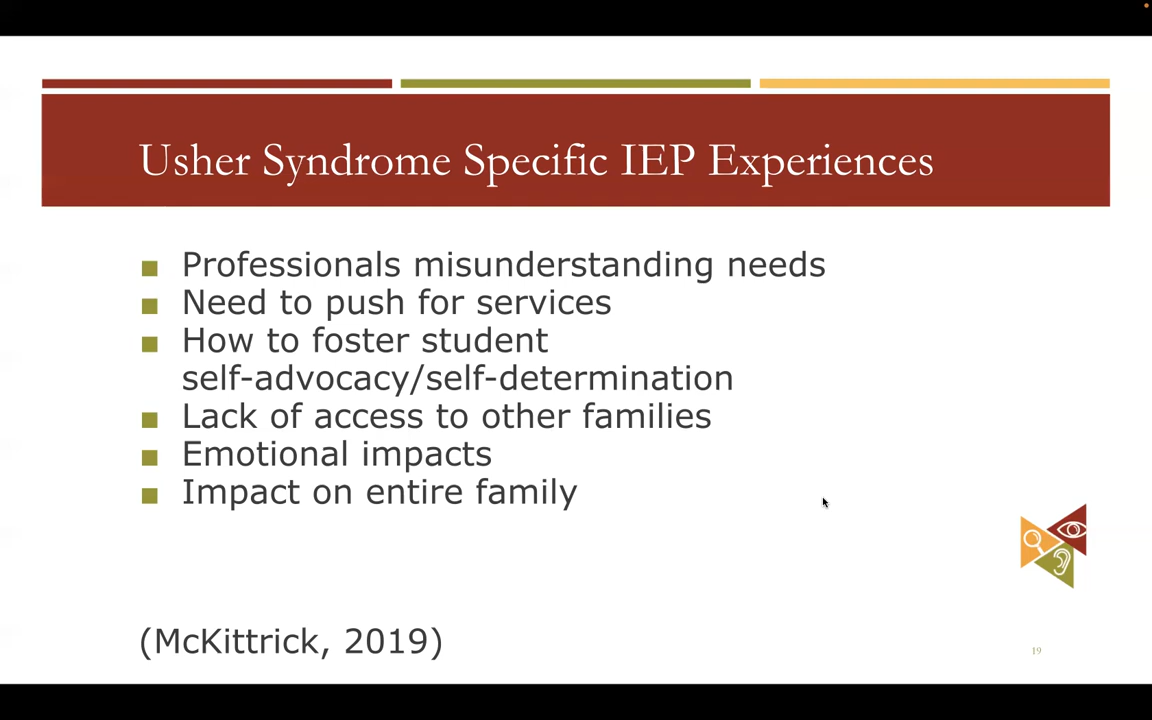 Usher Syndrome Specific IEP Experiences
Professionals misunderstanding needs
Need to push for services
How to foster student
self-advocacy/self-determination
Lack of access to other families
Emotional impacts
Impact on entire family
(McKittrick, 2019)
19